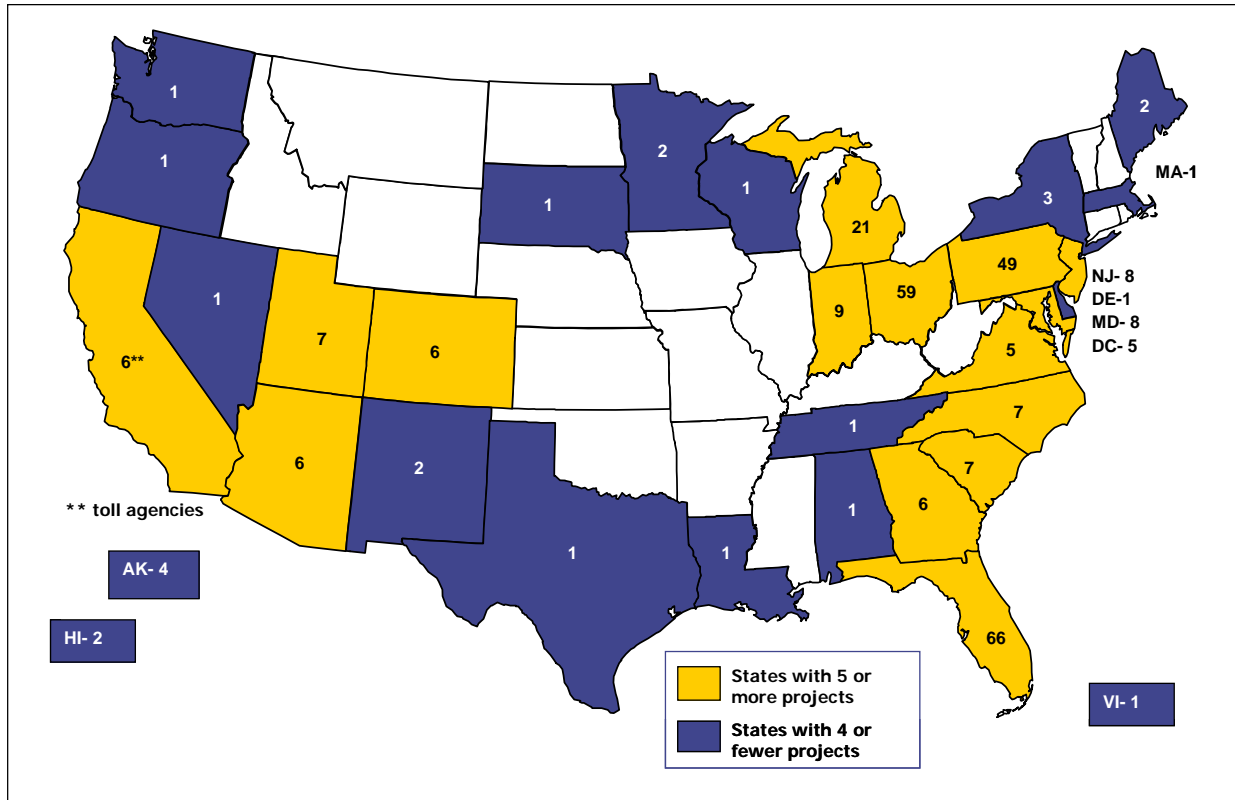 1
2
1
2
MA-1
1
1
3
21
49
NJ- 8
DE-1
MD- 8
DC- 5
59
9
1
7
6
6**
5
7
1
7
6
2
6
1
1
1
** toll agencies
AK- 4
HI- 2
66
States with 5 or
more projects
States with 4 or
fewer projects
VI- 1